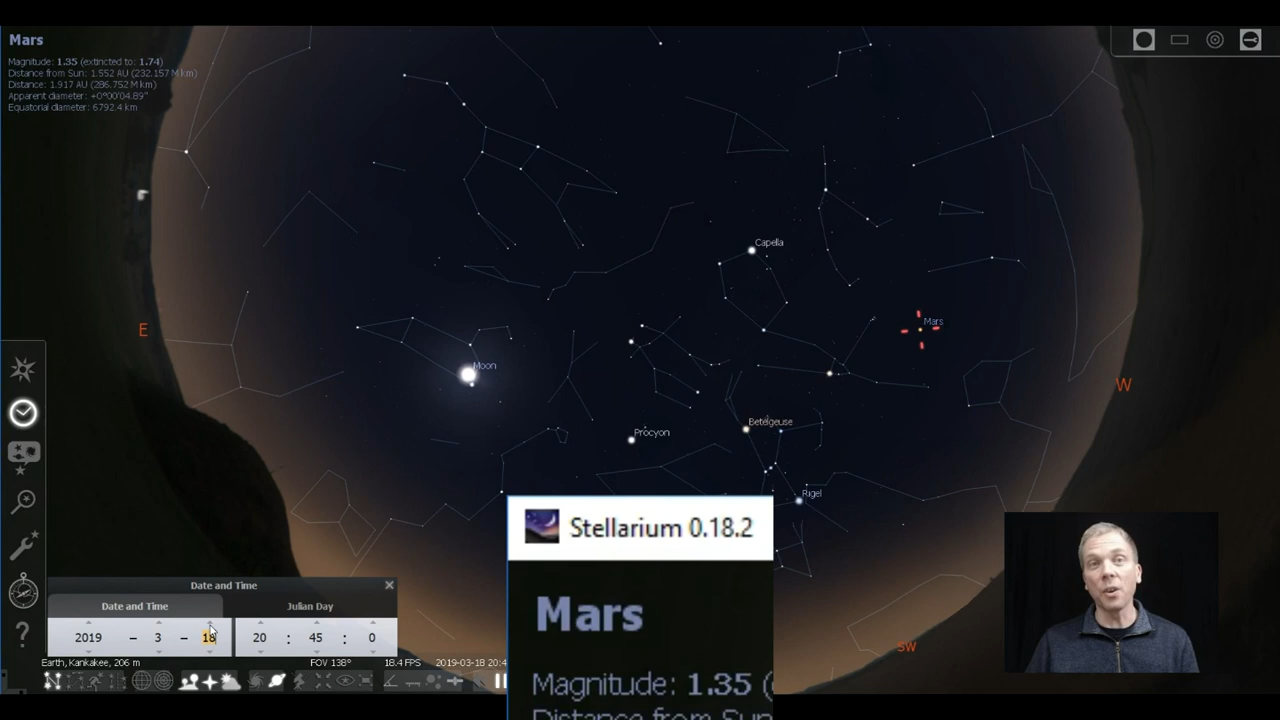 Mars
Magnitude: 1.35 (extincted to: 1.74)
Distance from Sun: 1.552 AU (232.157 M km)
Distance: 1.917 AU (286.752 M km)
Apparent diameter: +0°00'04.89"
Equatorial diameter: 6792.4 km
Capella
Mars
E
Moon
W
Betelgeuse
Procyon
Rigel
Stellarium 0.18.2
Mars
Magnitude: 1.35 (
Distance from Sun
SW
Date and Time
Date and Time Julian Day
2019 - 3 - 18 20 : 45 : 0
Earth, Kankakee, 206 m FOV 138° 18.4 FPS 2019-03-18 20:4